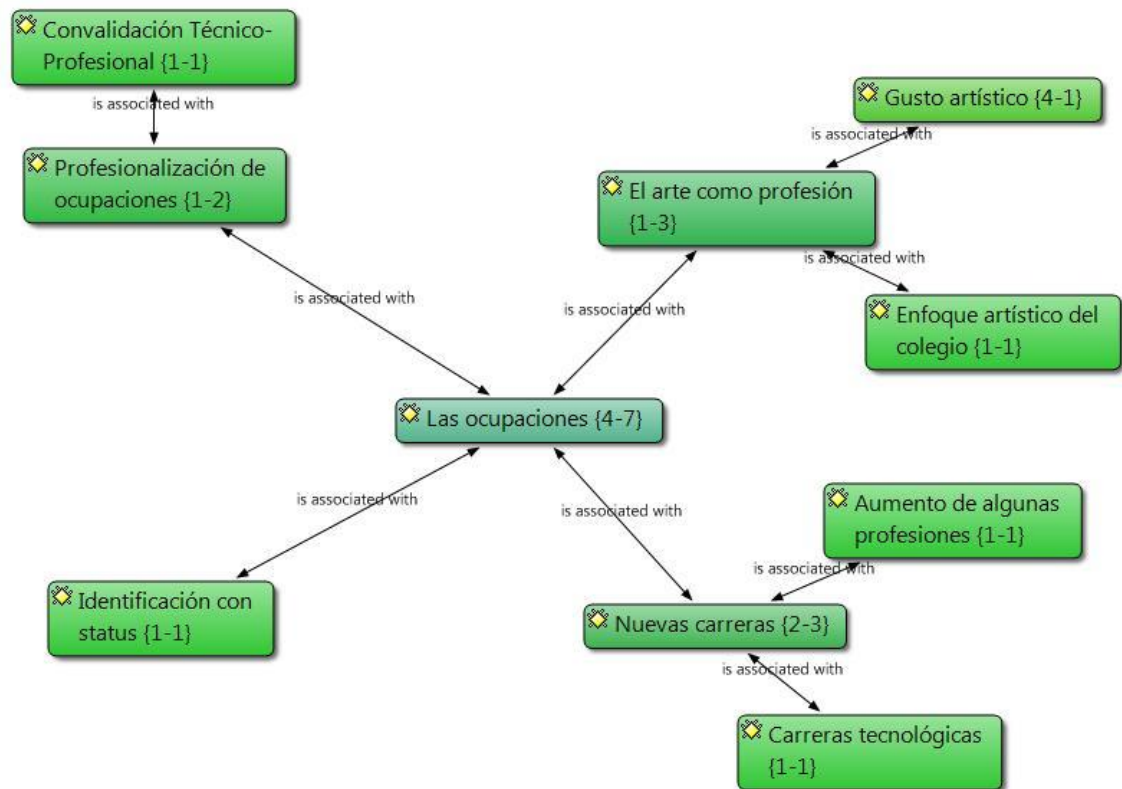 Convalidación Técnico-
Profesional {1-1}
is associated with
Profesionalización de
ocupaciones {1-2}
Gusto artístico {4-1}
is associated with
El arte como profesión
{1-3}
is associated with
Enfoque artístico del
colegio {1-1}
is associated with
is associated with
Las ocupaciones {4-7}
is associated with
is associated with
Aumento de algunas
profesiones {1-1}
is associated with
Identificación con
status {1-1}
Nuevas carreras {2-3}
is associated with
Carreras tecnológicas
{1-1}